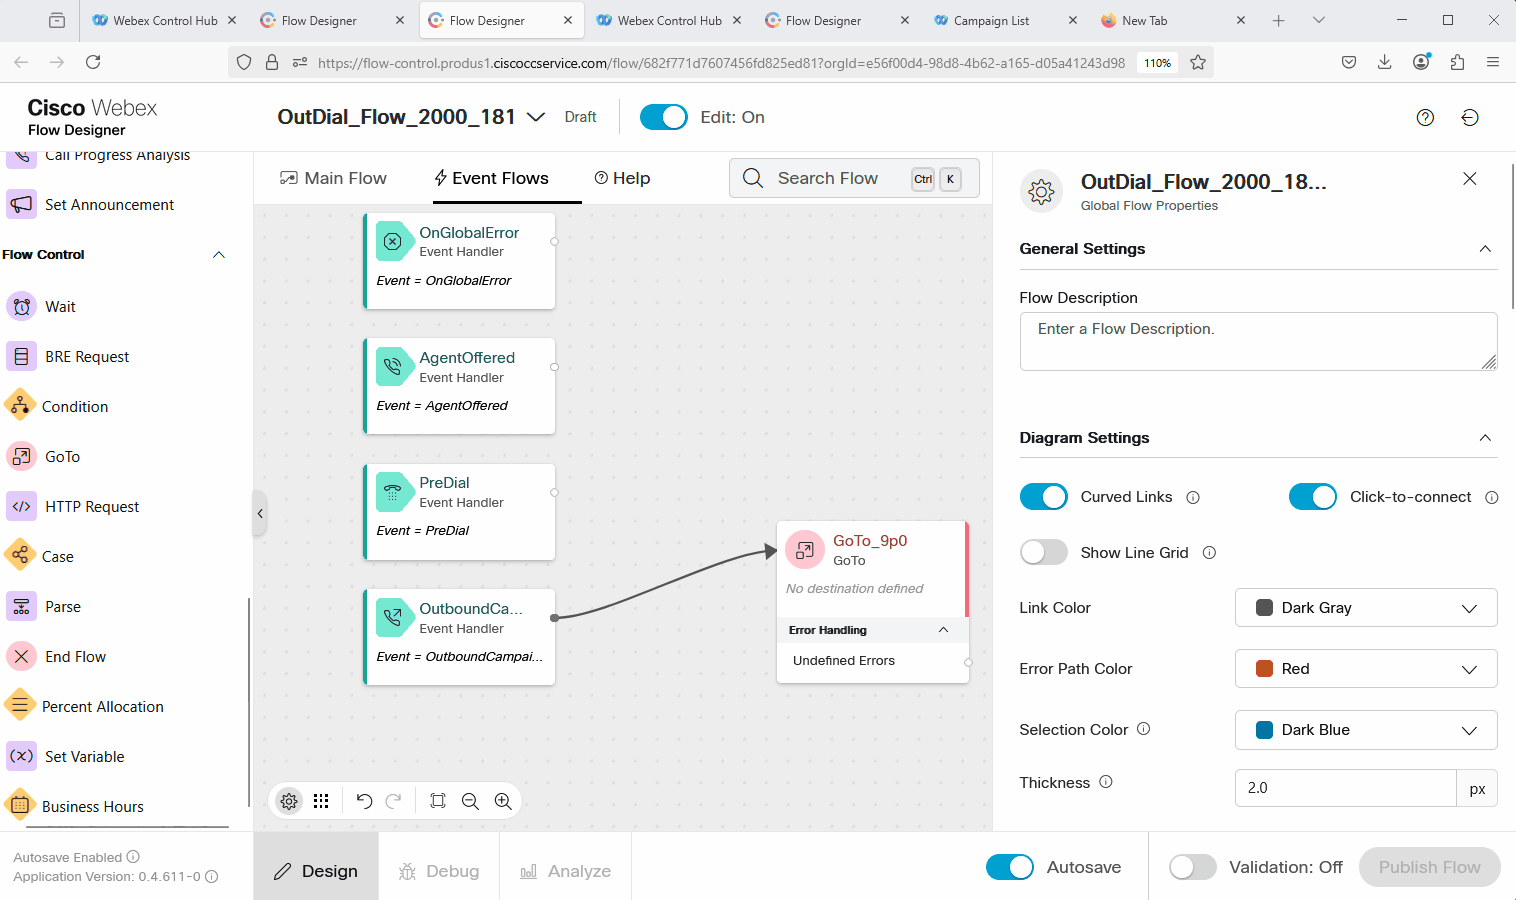 Webex Control Hub
Flow Designer
Flow Designer
Webex Control Hub
Flow Designer
Campaign List
New Tab
https://flow-control.produs1.ciscoccservice.com/flow/682f771d7607456fd825ed81?orgId=e56f00d4-98d8-4b62-a165-d05a41243d98
110%
Cisco Webex
Flow Designer
OutDial_Flow_2000_181
Draft
Edit: On
Call Progress Analysis
Set Announcement
Flow Control
Wait
BRE Request
Condition
GoTo
HTTP Request
Case
Parse
End Flow
Percent Allocation
Set Variable
Business Hours
Autosave Enabled
Application Version: 0.4.611-0
Main Flow
Event Flows
Help
Search Flow
Ctrl
K
OnGlobalError
Event Handler
Event = OnGlobalError
AgentOffered
Event Handler
Event = AgentOffered
PreDial
Event Handler
Event = PreDial
OutboundCa...
Event Handler
Event = OutboundCampai...
GoTo_9p0
GoTo
No destination defined
Error Handling
Undefined Errors
OutDial_Flow_2000_18...
Global Flow Properties
General Settings
Flow Description
Enter a Flow Description.
Diagram Settings
Curved Links
Click-to-connect
Show Line Grid
Link Color
Dark Gray
Error Path Color
Red
Selection Color
Dark Blue
Thickness
2.0
px
Design
Debug
Analyze
Autosave
Validation: Off
Publish Flow